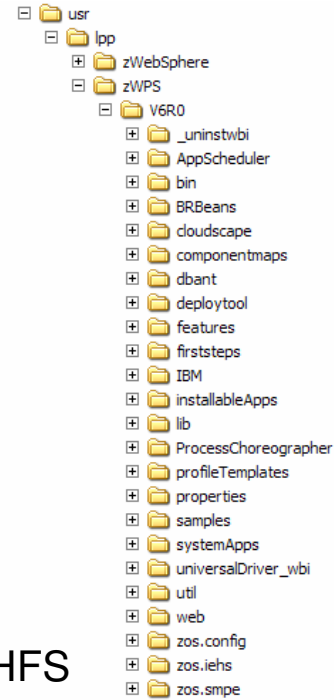 usr
lpp
zWebSphere
zWPS
V6R0
_uninstwbi
AppScheduler
bin
BRBeans
cloudscape
componentmaps
dbant
deploytool
features
firststeps
IBM
installableApps
lib
ProcessChoreographer
profileTemplates
properties
samples
systemApps
universalDriver_wbi
util
web
zos.config
HFS
zos.iehs
zos.smpe